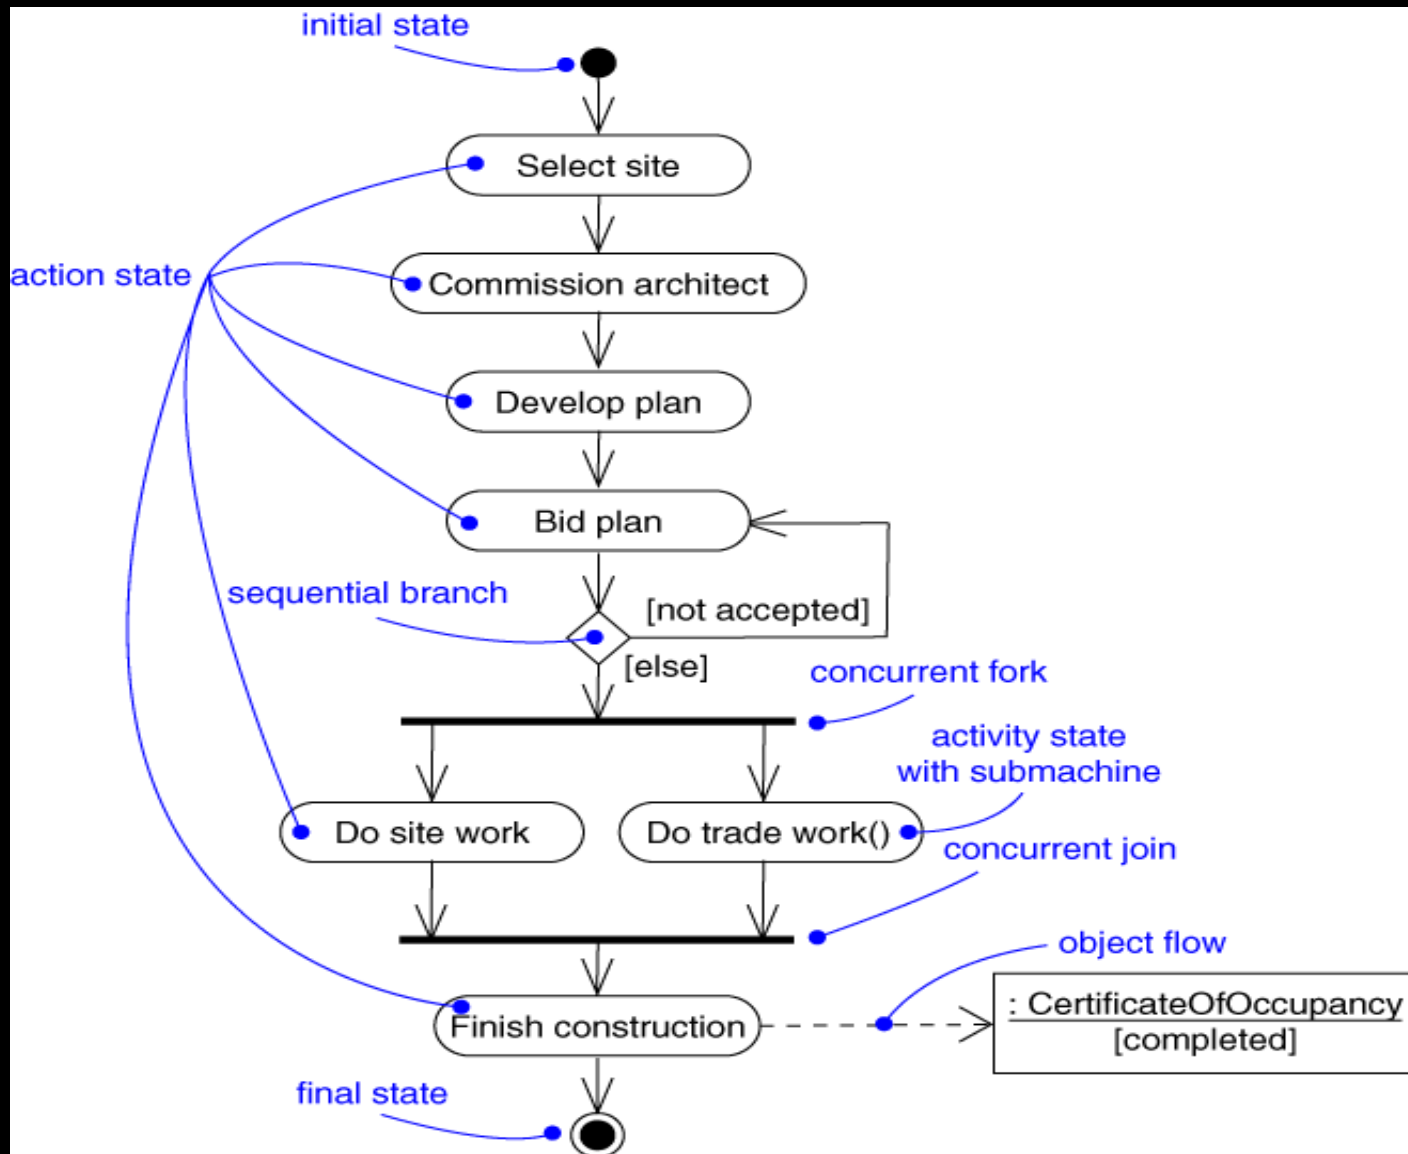 initial state
Select site
action state
Commission architect
Develop plan
Bid plan
sequential branch
[not accepted]
[else]
concurrent fork
activity state
with submachine
Do site work
Do trade work()
concurrent join
object flow
: CertificateOfOccupancy
[completed]
Finish construction
final state